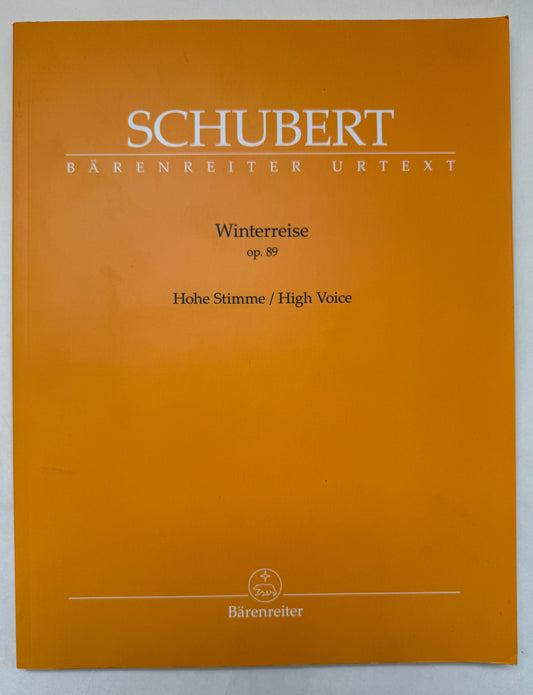 SCHUBERT
BÄRENREITER URTEXT
Winterreise
op. 89
Hohe Stimme / High Voice
Bärenreiter